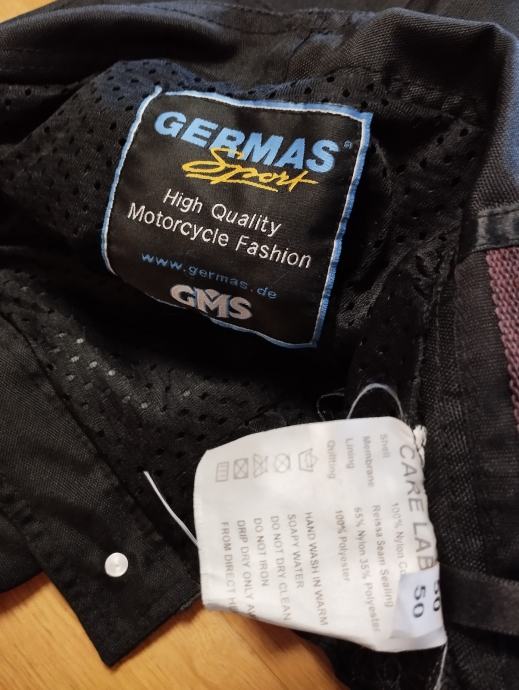 GERMAS®
Sport
High Quality
Motorcycle Fashion
www.germas.de
GMS
CARE LAB
50
50
Shell 100% Nylon
Membrane Reissa Seam Sealing
Lining 65% Nylon 35% Polyester
Quilting 100% Polyester
HAND WASH IN WARM
SOAPY WATER
DO NOT DRY CLEAN
DO NOT IRON
DRIP DRY ONLY
FROM DIRECT